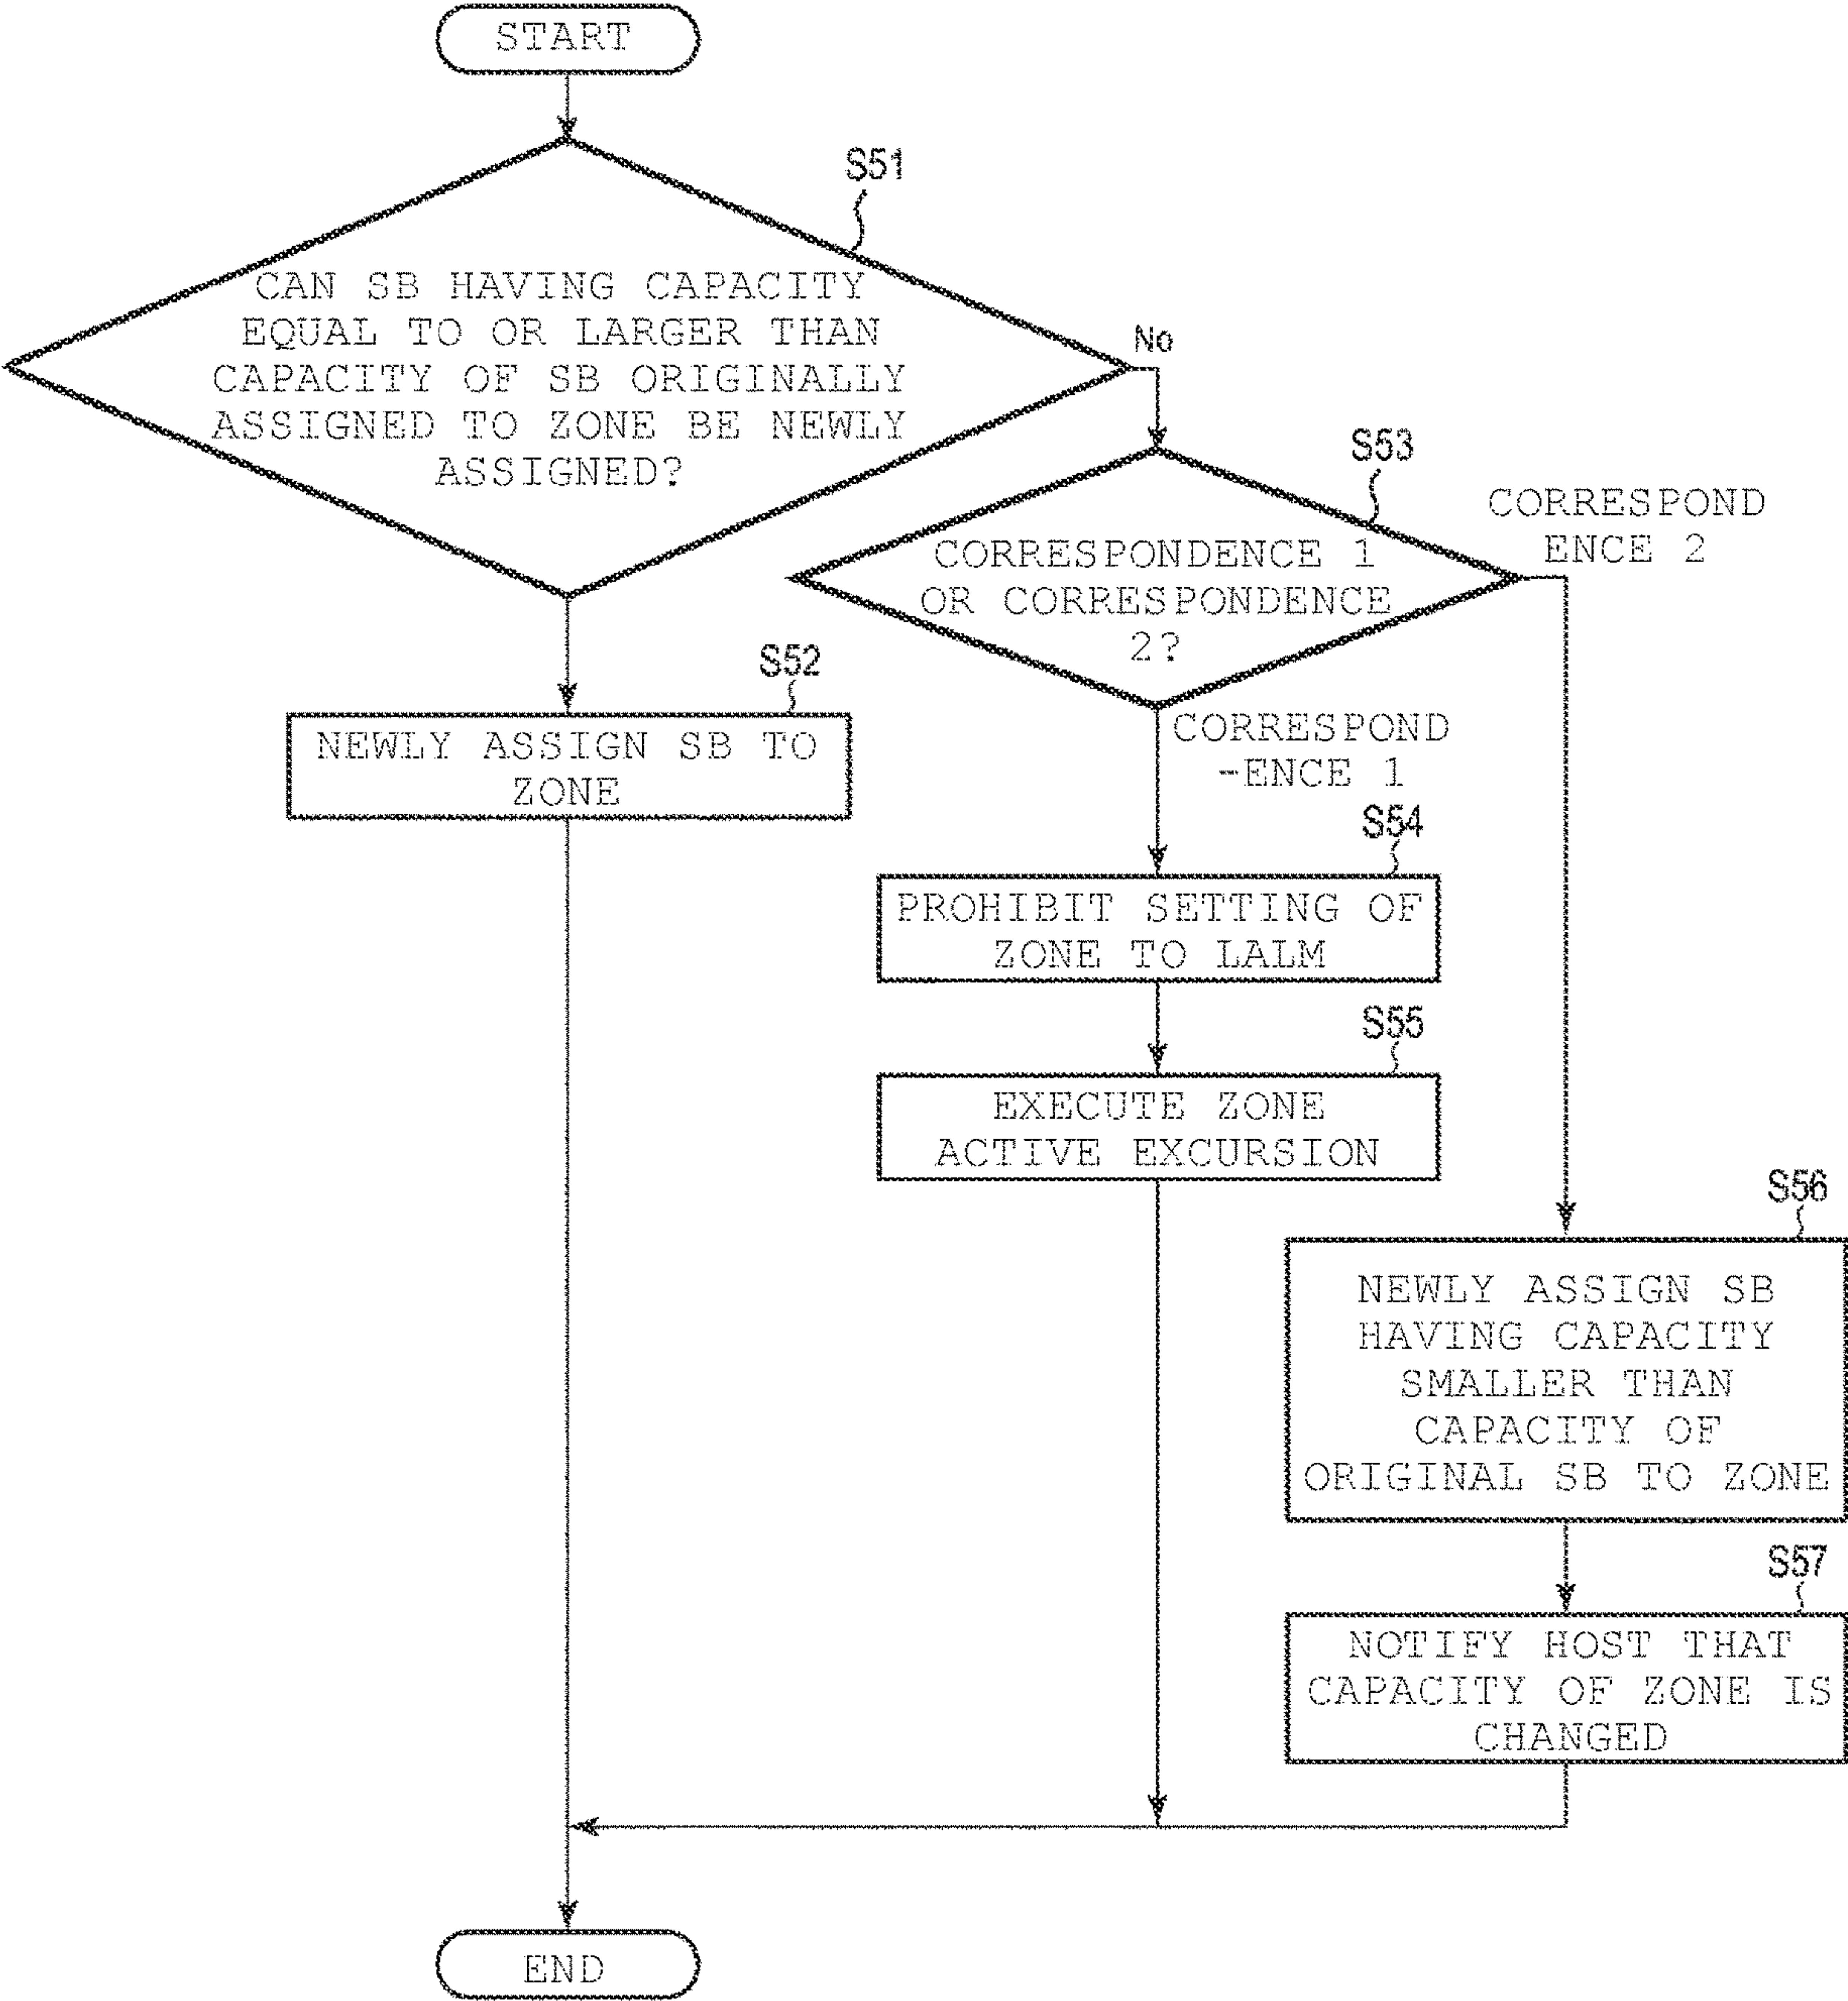 START
S51
CAN SB HAVING CAPACITY
EQUAL TO OR LARGER THAN
CAPACITY OF SB ORIGINALLY
ASSIGNED TO ZONE BE NEWLY
ASSIGNED?
No
S53
CORRESPONDENCE 1
OR CORRESPONDENCE
2?
CORRESPOND
ENCE 2
S52
NEWLY ASSIGN SB TO
ZONE
CORRESPOND
-ENCE 1
S54
PROHIBIT SETTING OF
ZONE TO LALM
S55
EXECUTE ZONE
ACTIVE EXCURSION
S56
NEWLY ASSIGN SB
HAVING CAPACITY
SMALLER THAN
CAPACITY OF
ORIGINAL SB TO ZONE
S57
NOTIFY HOST THAT
CAPACITY OF ZONE IS
CHANGED
END